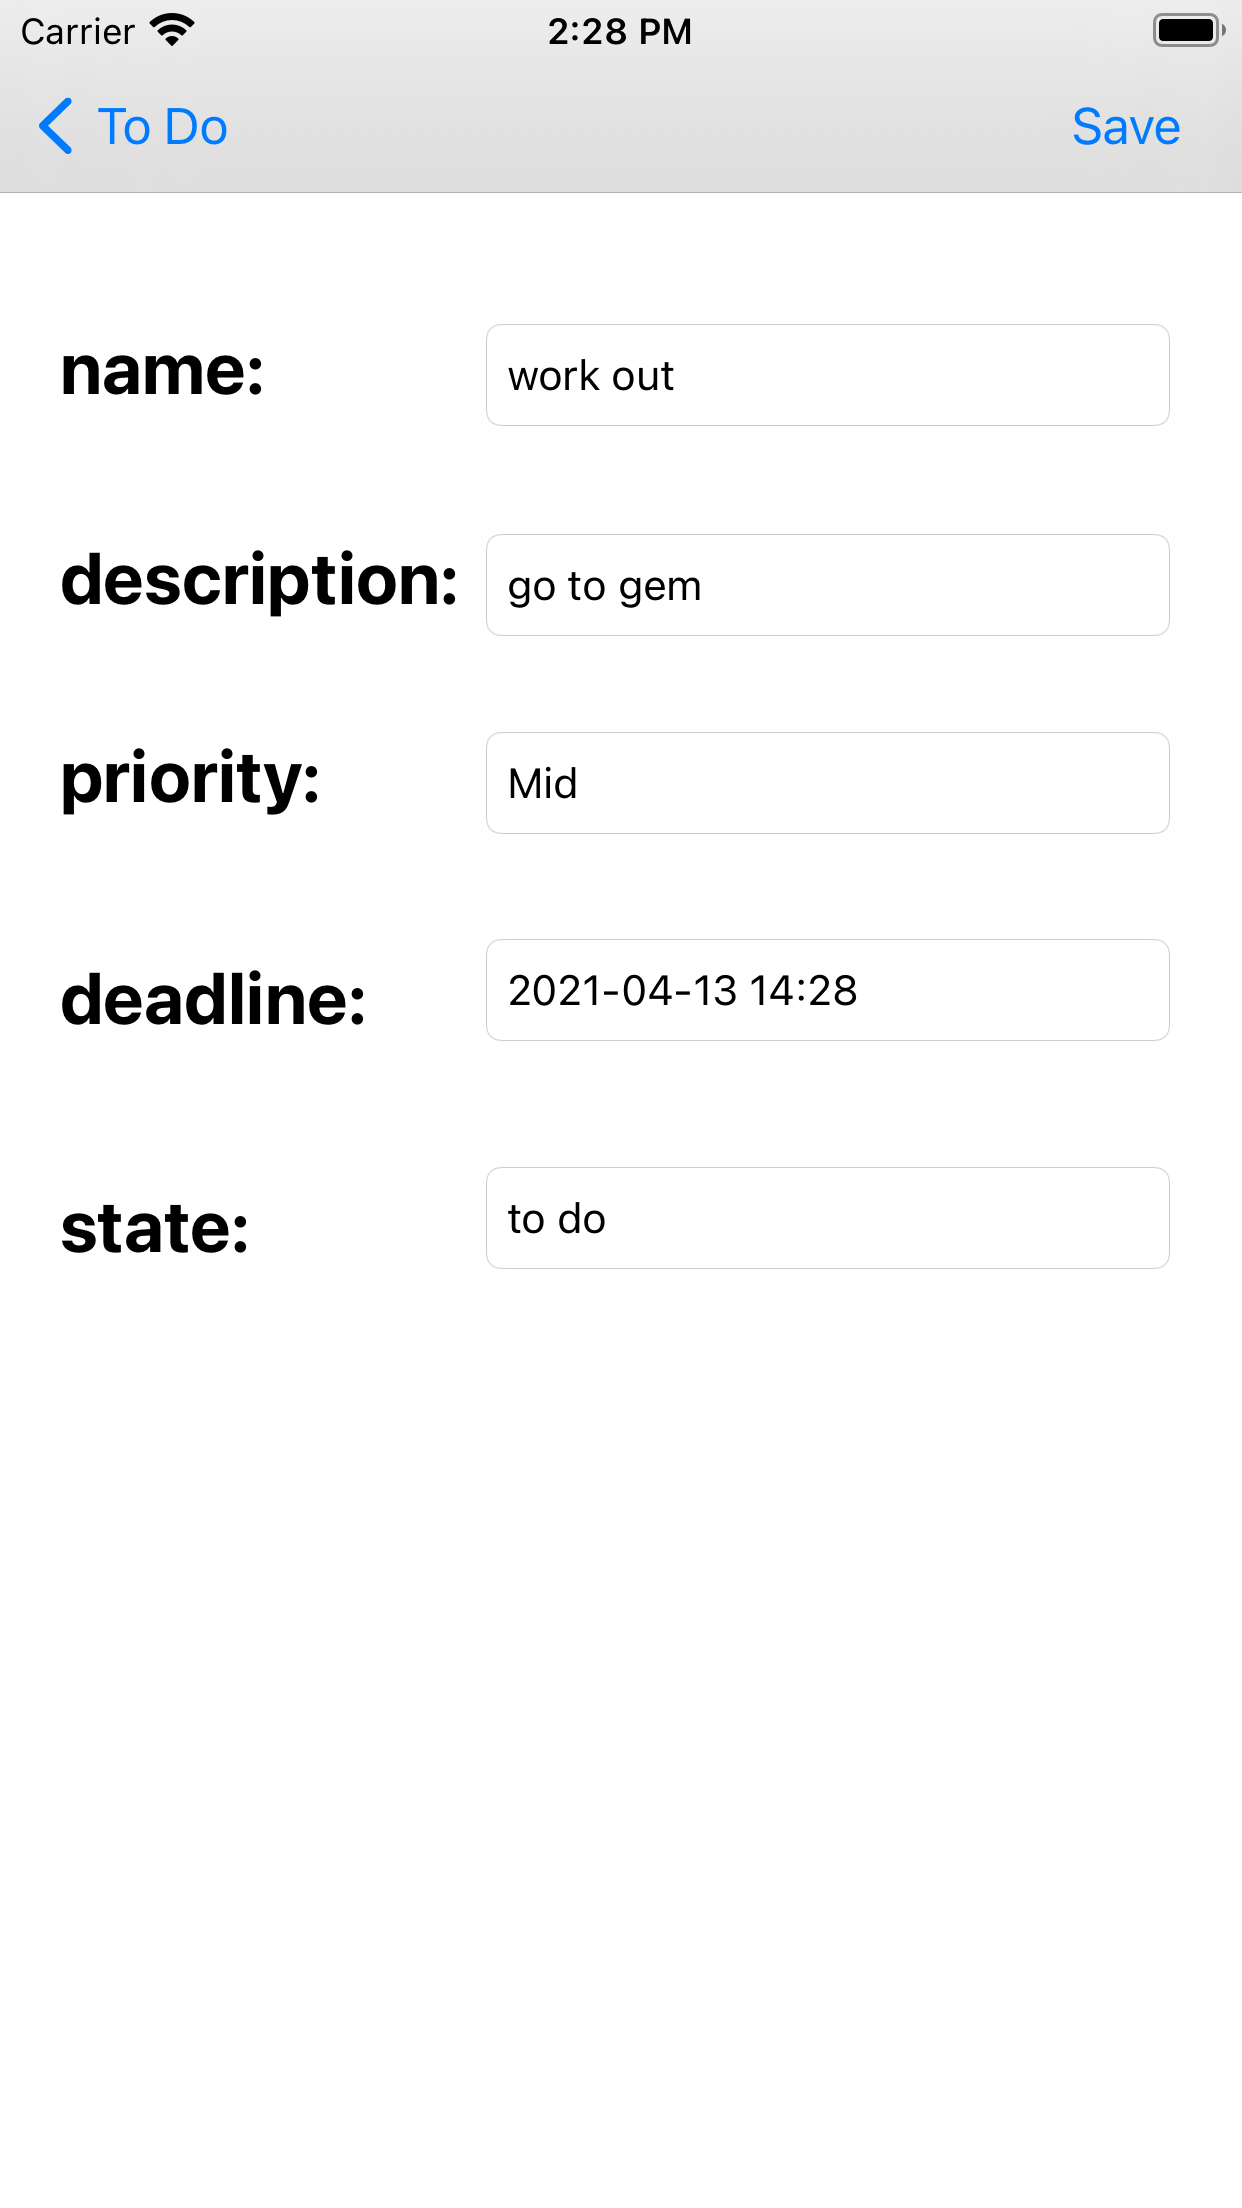 Carrier 2:28 PM
To Do Save
name: work out
description: go to gem
priority: Mid
deadline: 2021-04-13 14:28
state: to do